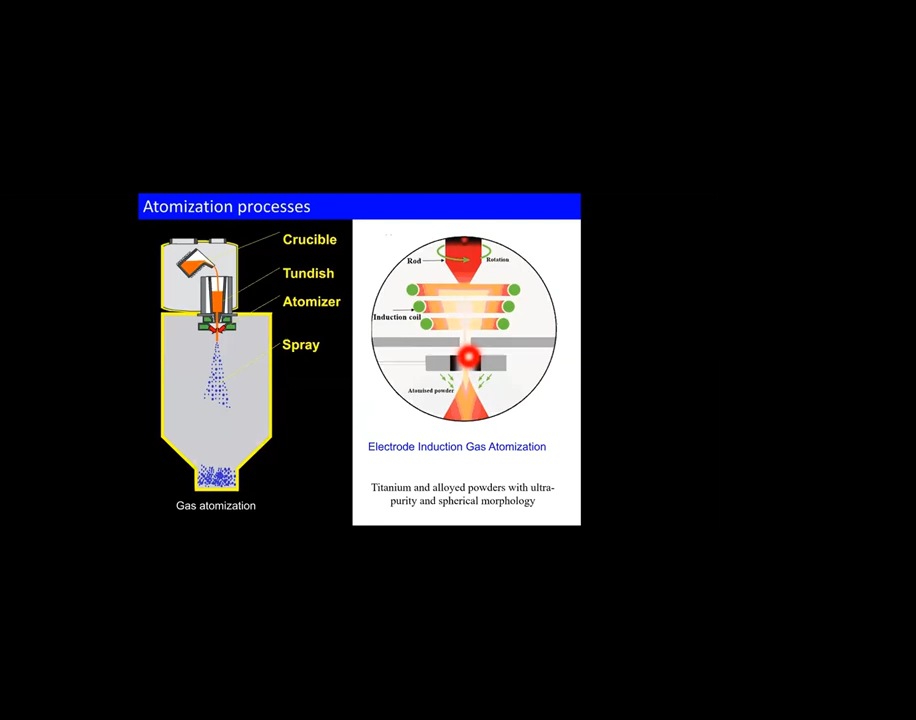 Atomization processes
Crucible
Tundish
Atomizer
Spray
Gas atomization
Rod
Rotation
Induction coil
Atomised powder
Electrode Induction Gas Atomization
Titanium and alloyed powders with ultra-
purity and spherical morphology